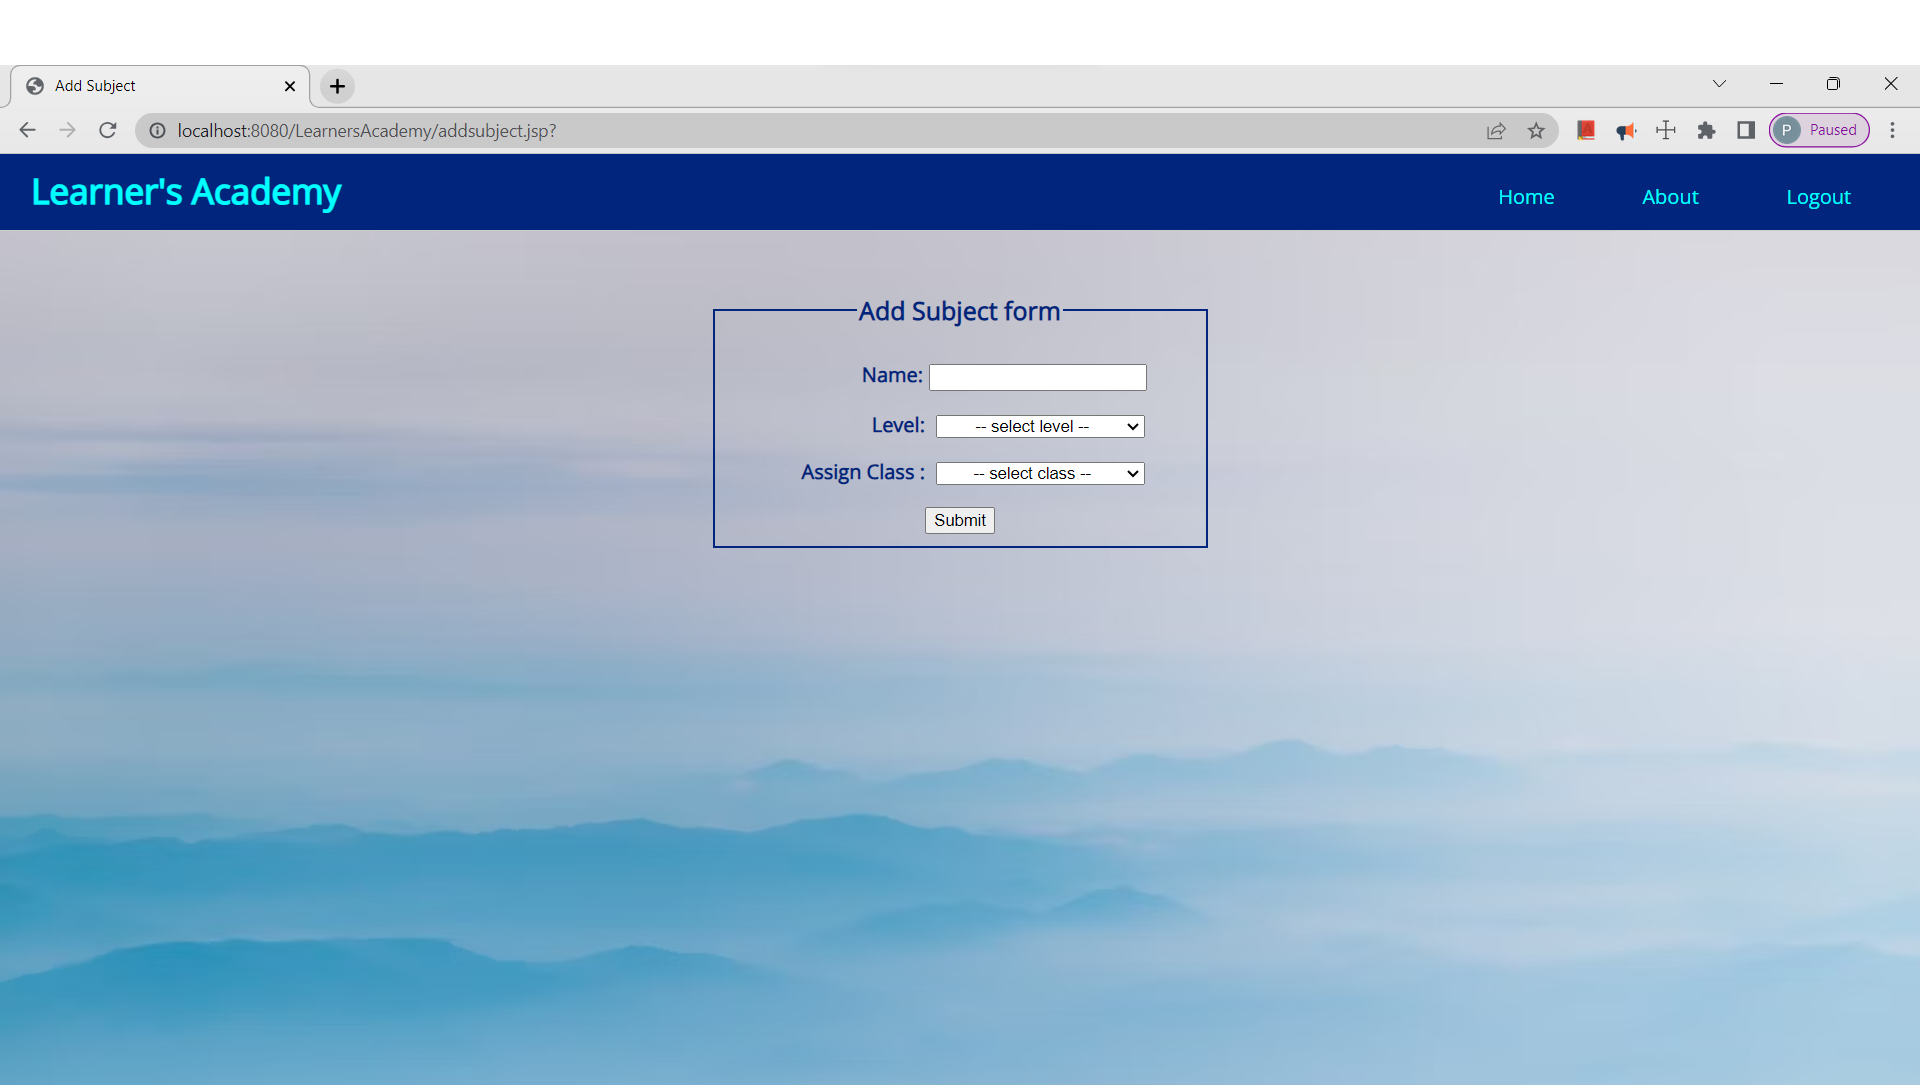 Add Subject
localhost:8080/LearnersAcademy/addsubject.jsp?
P Paused
Learner's Academy
Home About Logout
Add Subject form
Name:
Level: -- select level --
Assign Class : -- select class --
Submit